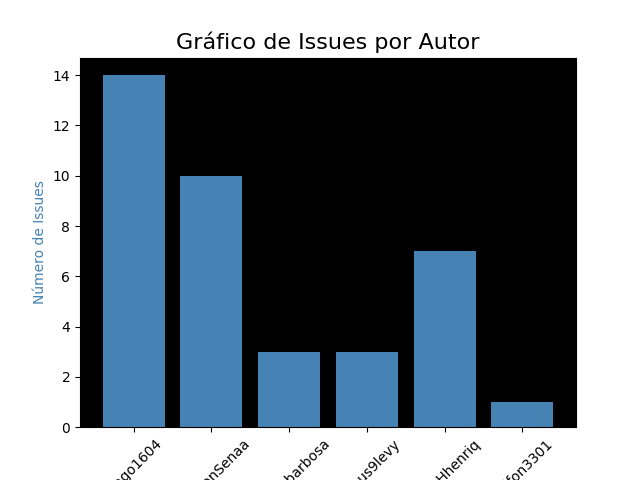 Gráfico de Issues por Autor
Número de Issues
14
12
10
8
6
4
2
0
go1604
onSenaa
barbosa
us9levy
Hhenriq
fon3301